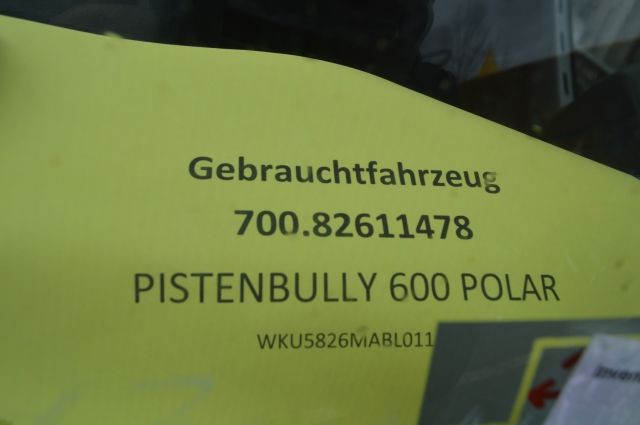 Gebrauchtfahrzeug
700.82611478
PISTENBULLY 600 POLAR
WKU5826MABL011